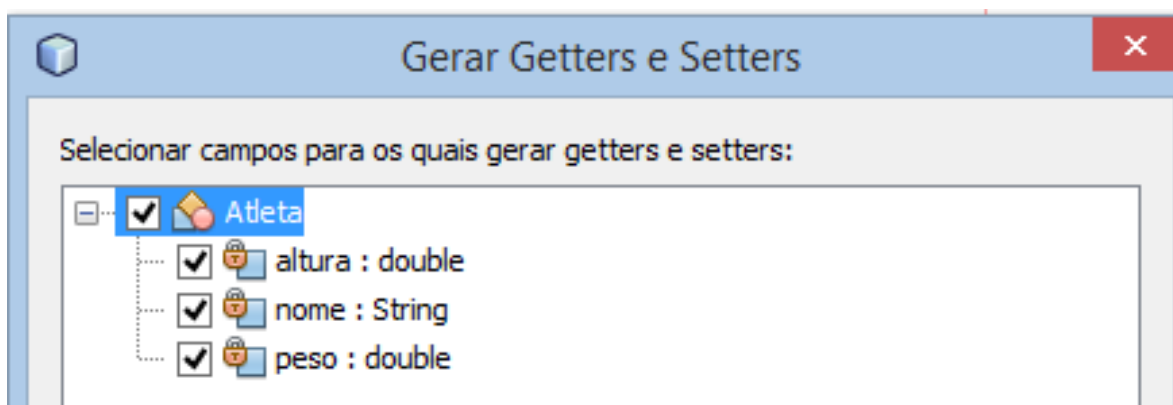 Gerar Getters e Setters
Selecionar campos para os quais gerar getters e setters:
Atleta
altura : double
nome : String
peso : double